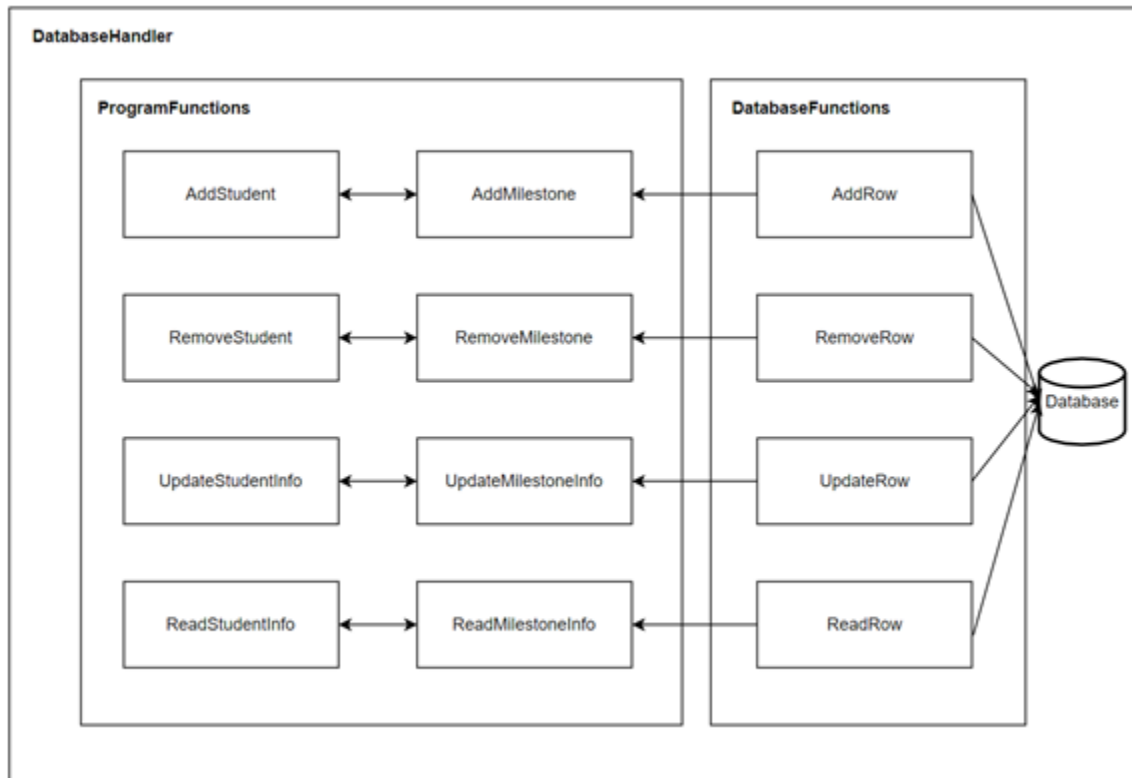 DatabaseHandler
ProgramFunctions
DatabaseFunctions
AddStudent
AddMilestone
AddRow
RemoveStudent
RemoveMilestone
RemoveRow
Database
UpdateStudentInfo
UpdateMilestoneInfo
UpdateRow
ReadStudentInfo
ReadMilestoneInfo
ReadRow